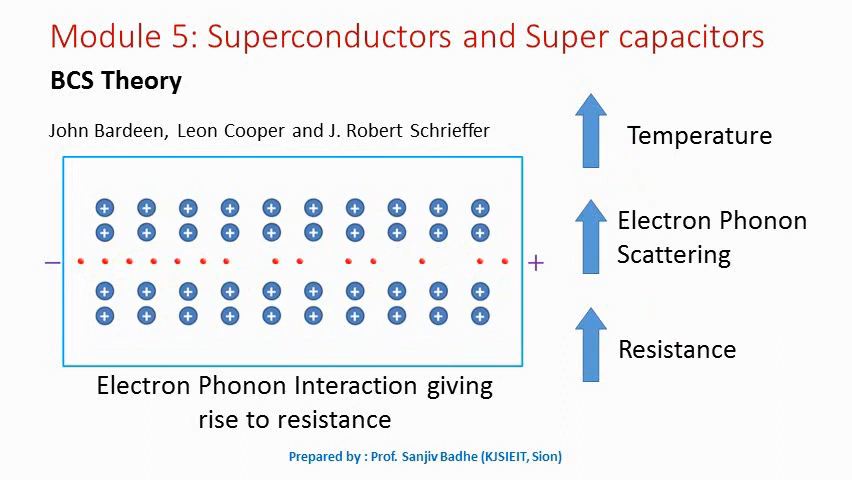 Module 5: Superconductors and Super capacitors
BCS Theory
John Bardeen, Leon Cooper and J. Robert Schrieffer
Temperature
Electron Phonon
Scattering
Resistance
− +
Electron Phonon Interaction giving
rise to resistance
Prepared by : Prof. Sanjiv Badhe (KJSIEIT, Sion)